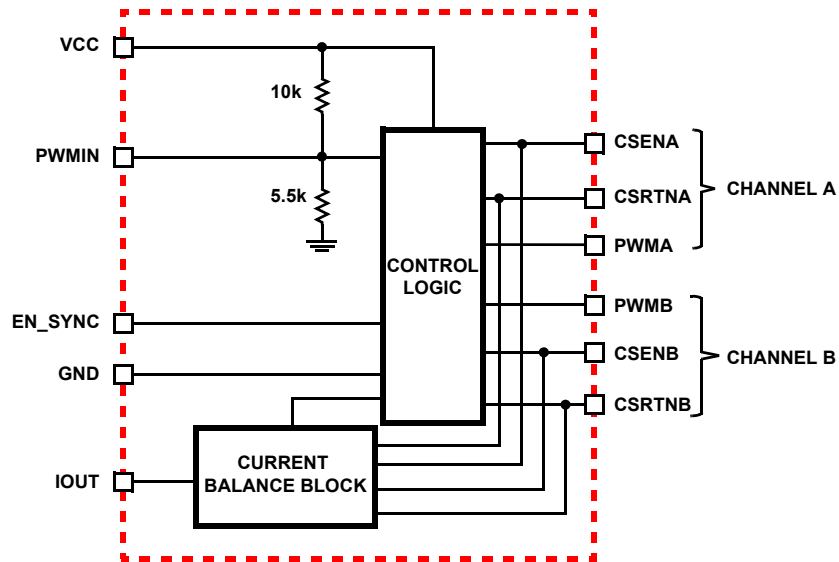 VCC
10k
PWMIN
5.5k
EN_SYNC
GND
IOUT
CONTROL
LOGIC
CURRENT
BALANCE BLOCK
CSENA
CSRTNA
PWMA
CHANNEL A
PWMB
CSENB
CSRTNB
CHANNEL B